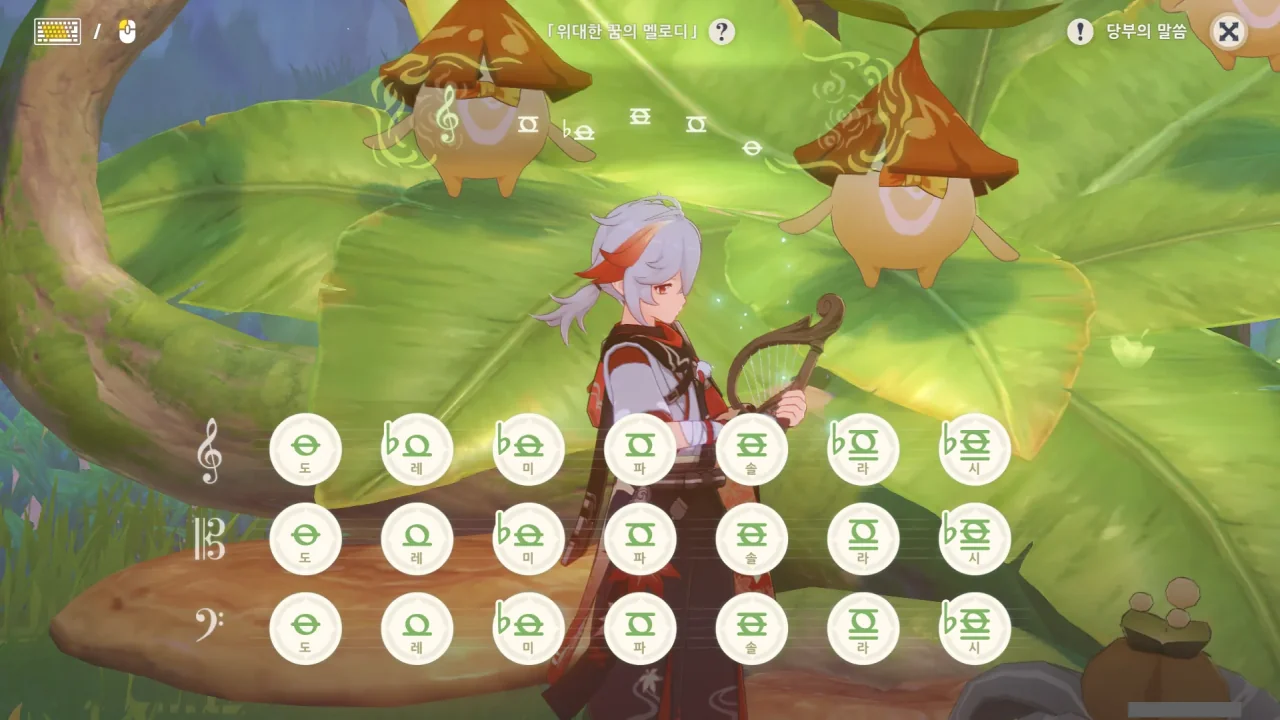 / 「위대한 꿈의 멜로디」 ? ! 당부의 말씀
도 레 미 파 솔 라 시
도 레 미 파 솔 라 시
도 레 미 파 솔 라 시